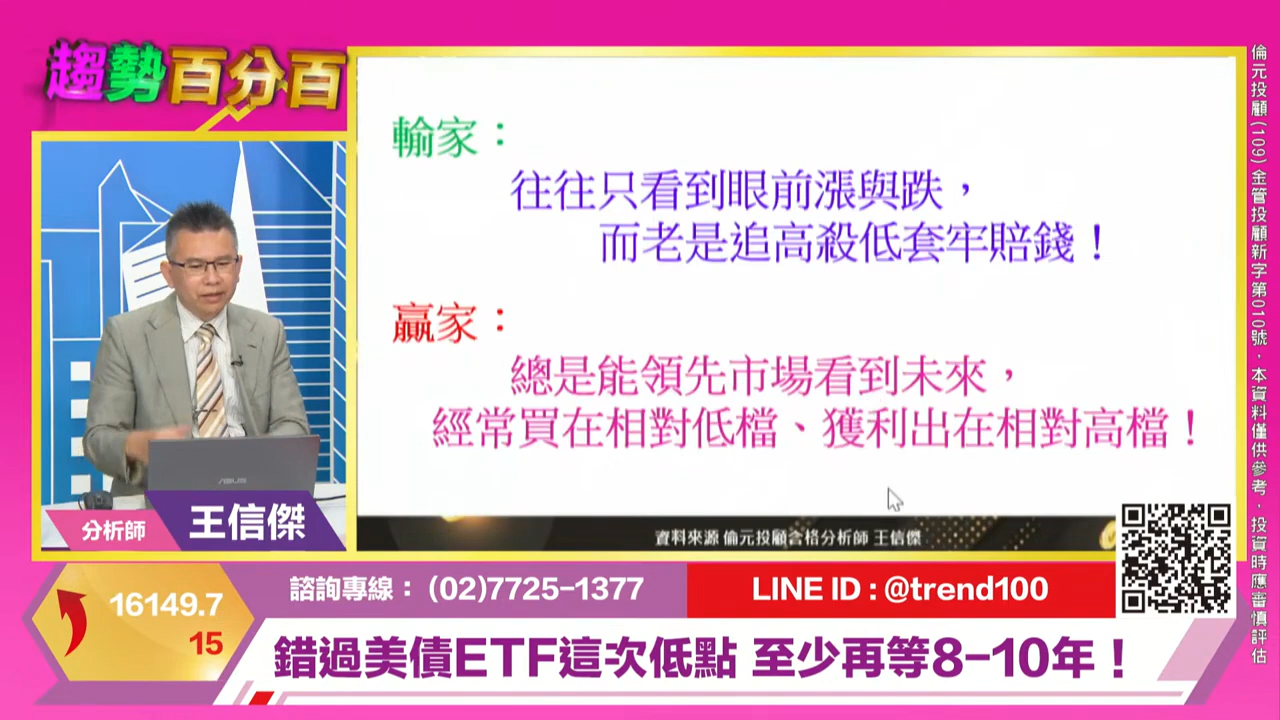 趨勢百分百
輸家：
往往只看到眼前漲與跌，
而老是追高殺低套牢賠錢！
贏家：
總是能領先市場看到未來，
經常買在相對低檔、獲利出在相對高檔！
資料來源 倫元投顧合格分析師 王信傑
ASUS
分析師
王信傑
諮詢專線： (02)7725-1377
LINE ID : @trend100
16149.7
15
錯過美債ETF這次低點 至少再等8-10年！
倫元投顧(109)金管投顧新字第010號．本資料僅供參考．投資時應審慎評估